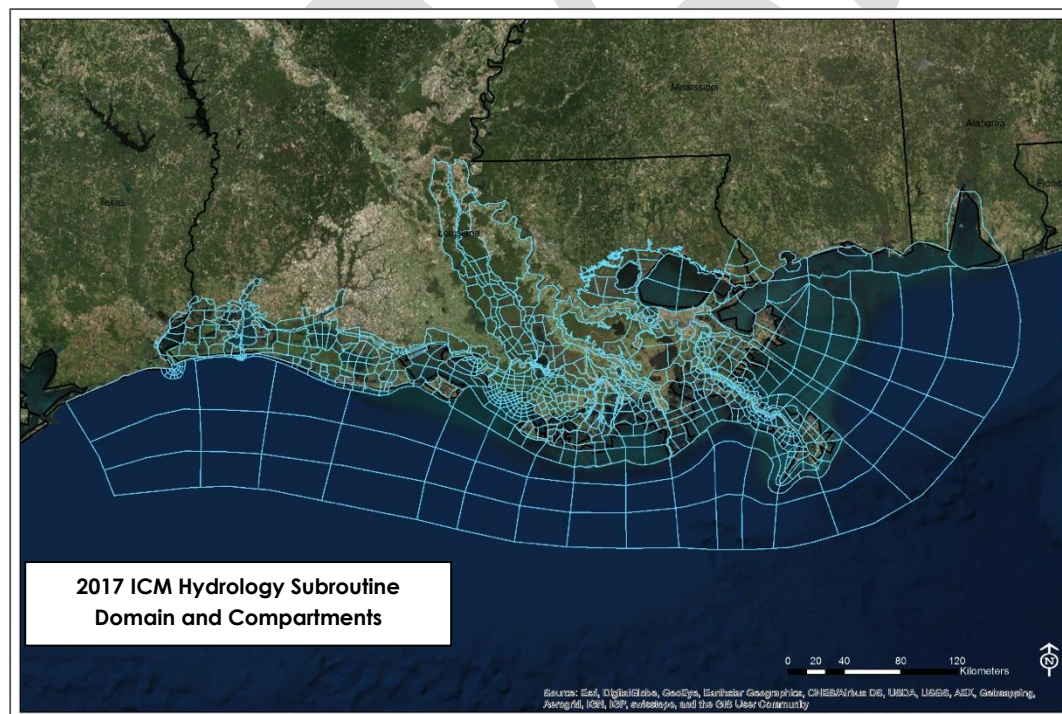 Mississippi
Alabama
Florida
Texas
Louisiana
2017 ICM Hydrology Subroutine
Domain and Compartments
0 20 40 80 120
Kilometers
N
Source: Esri, DigitalGlobe, GeoEye, Earthstar Geographics, CNES/Airbus DS, USDA, USGS, AEX, Getmapping,
Aerogrid, IGN, IGP, swisstopo, and the GIS User Community